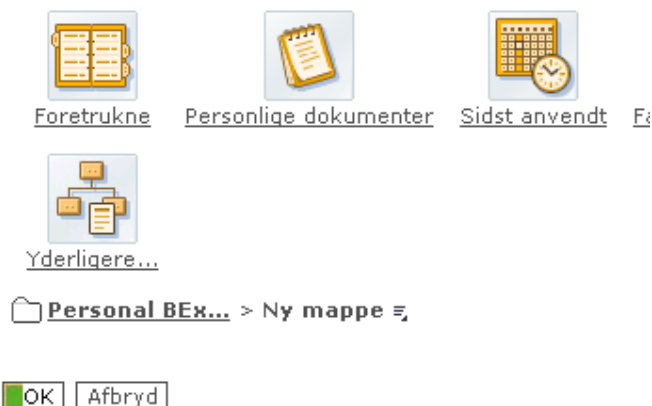 Foretrukne Personlige dokumenter Sidst anvendt
Yderligere...
Personal BEx... > Ny mappe
OK Afbryd